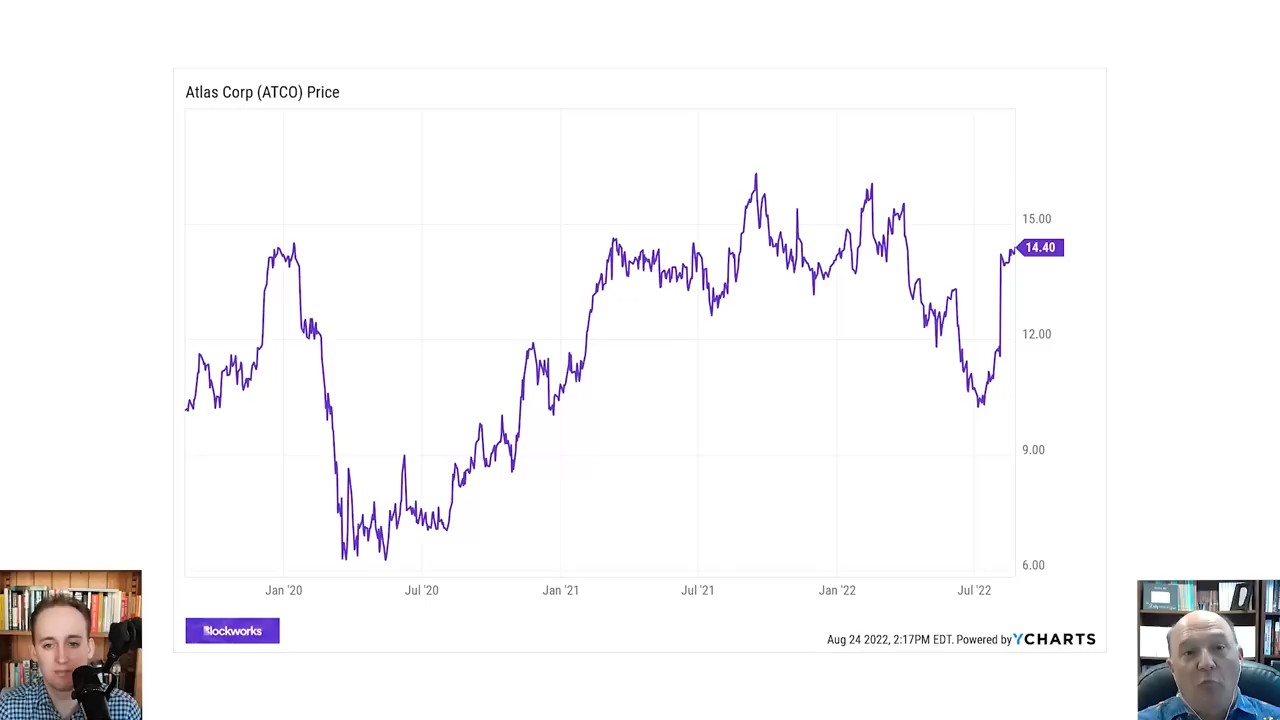 Atlas Corp (ATCO) Price
15.00
14.40
12.00
9.00
6.00
Jan '20
Jul '20
Jan '21
Jul '21
Jan '22
Jul '22
Blockworks
Aug 24 2022, 2:17PM EDT. Powered by YCHARTS